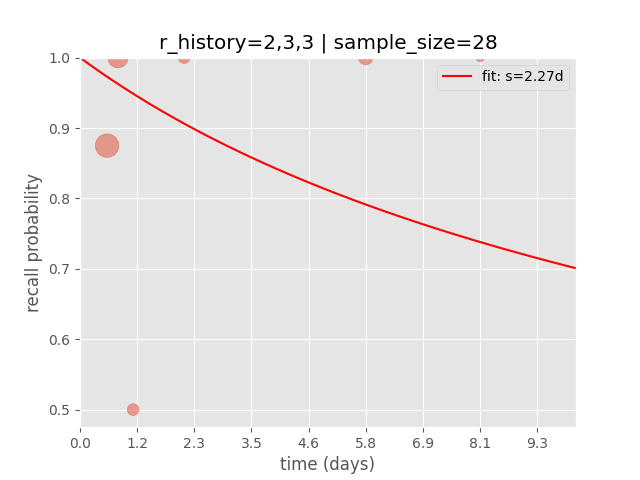 r_history=2,3,3 | sample_size=28
fit: s=2.27d
recall probability
1.0
0.9
0.8
0.7
0.6
0.5
0.0 1.2 2.3 3.5 4.6 5.8 6.9 8.1 9.3
time (days)